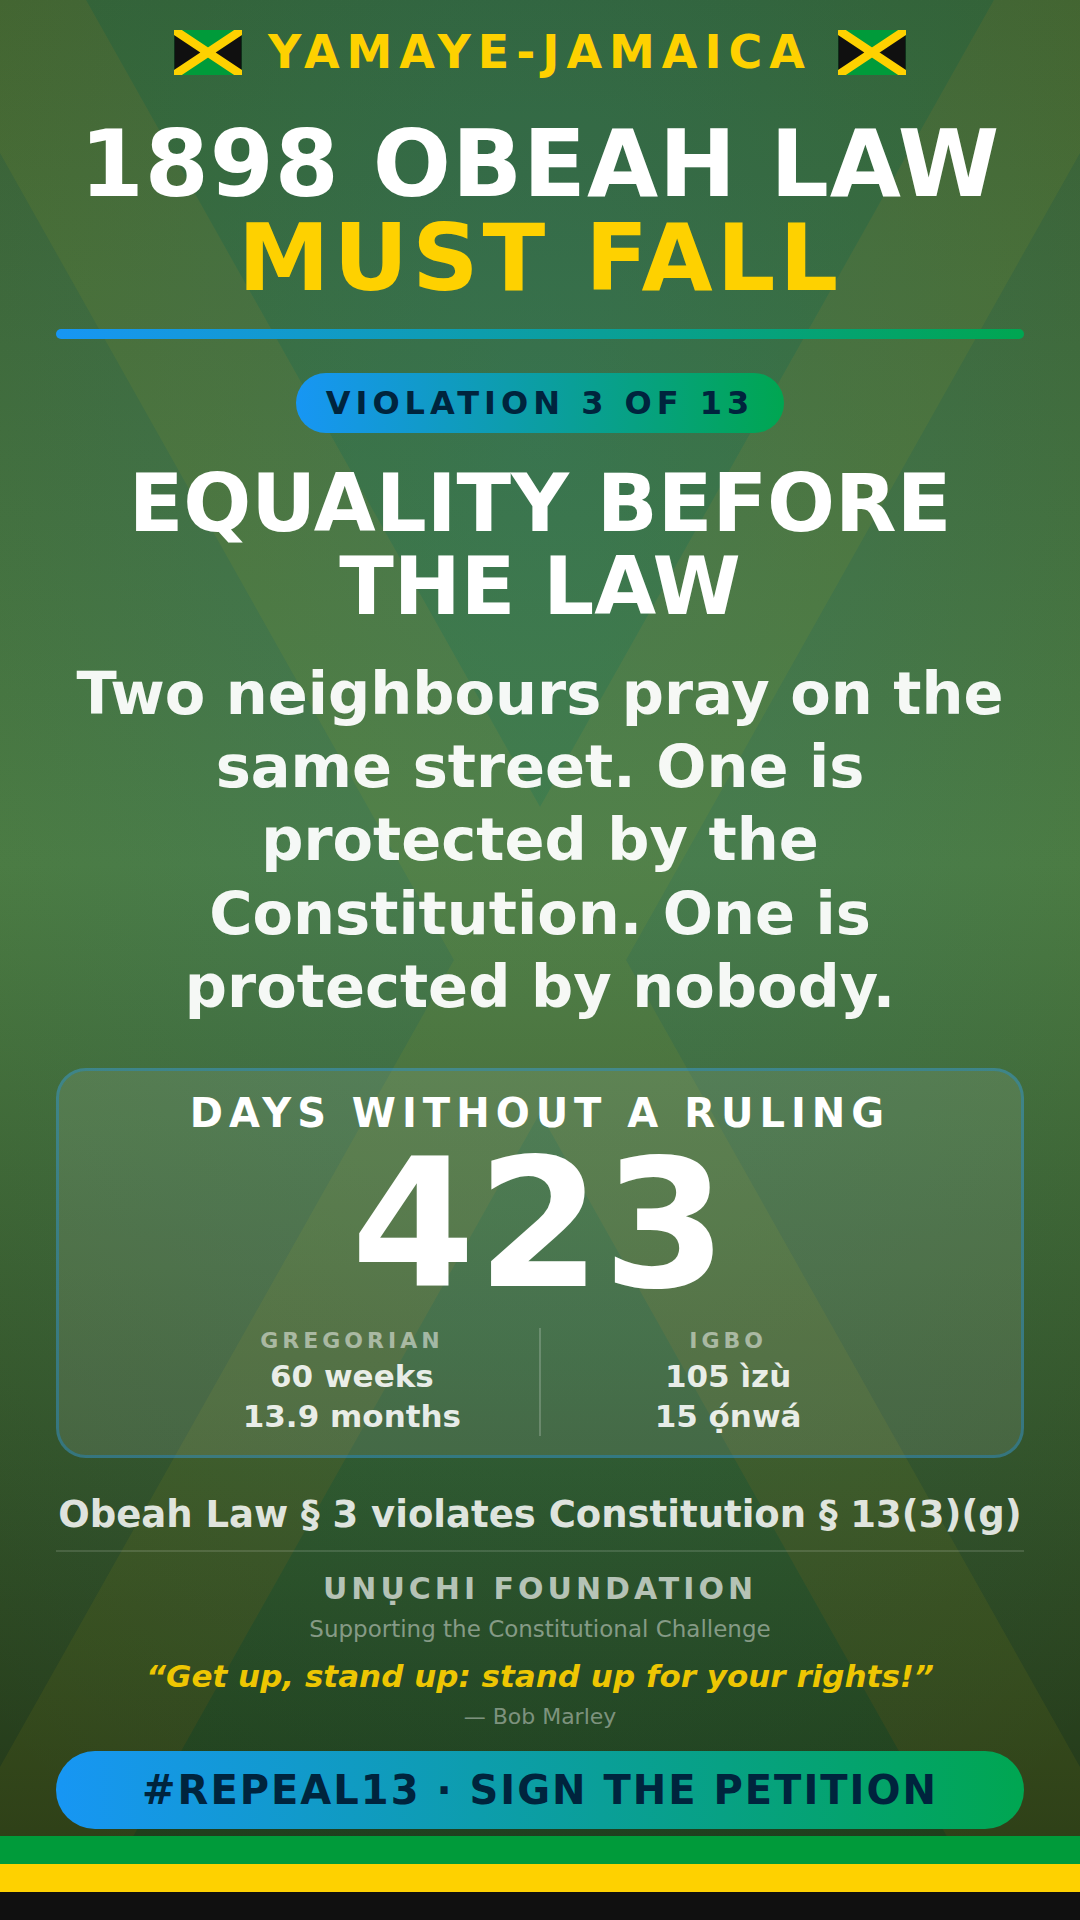 YAMAYE-JAMAICA
1898 OBEAH LAW
MUST FALL
VIOLATION 3 OF 13
EQUALITY BEFORE
THE LAW
Two neighbours pray on the
same street. One is
protected by the
Constitution. One is
protected by nobody.
DAYS WITHOUT A RULING
423
GREGORIAN
60 weeks
13.9 months
IGBO
105 ìzù
15 ọ́nwá
Obeah Law § 3 violates Constitution § 13(3)(g)
UNỤCHI FOUNDATION
Supporting the Constitutional Challenge
“Get up, stand up: stand up for your rights!”
— Bob Marley
#REPEAL13 · SIGN THE PETITION